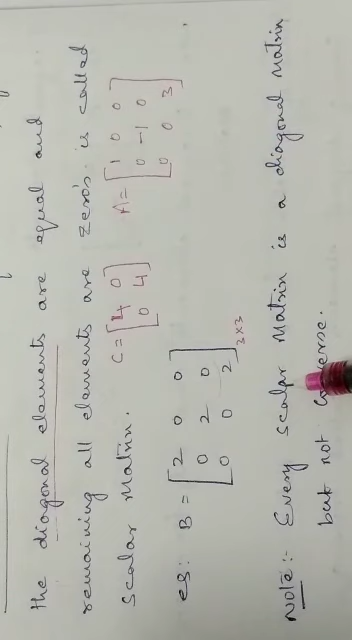 the diagonal elements are equal and
remaining all elements are zero's. is called
Scalar Matrix. C = [4 0
0 4] A = [1 0 0
0 -1 0
0 0 3]
eg: B = [2 0 0
0 2 0
0 0 2]3×3
Note:- Every Scalar Matrix is a diagonal matrix
but not converse.